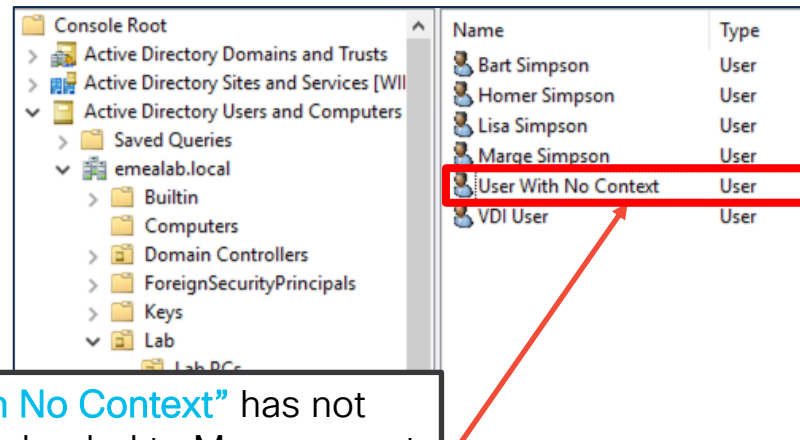 Console Root
Active Directory Domains and Trusts
Active Directory Sites and Services [WII
Active Directory Users and Computers
Saved Queries
emealab.local
Builtin
Computers
Domain Controllers
ForeignSecurityPrincipals
Keys
Lab
Lab PCs
Name Type
Bart Simpson User
Homer Simpson User
Lisa Simpson User
Marge Simpson User
User With No Context User
VDI User User
No Context” has not